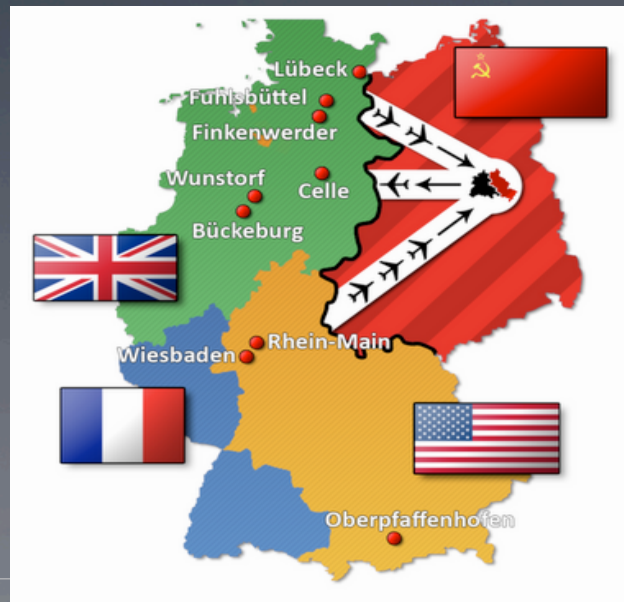 Lübeck
Fuhlsbüttel
Finkenwerder
Wunstorf
Celle
Bückeburg
Rhein-Main
Wiesbaden
Oberpfaffenhofen